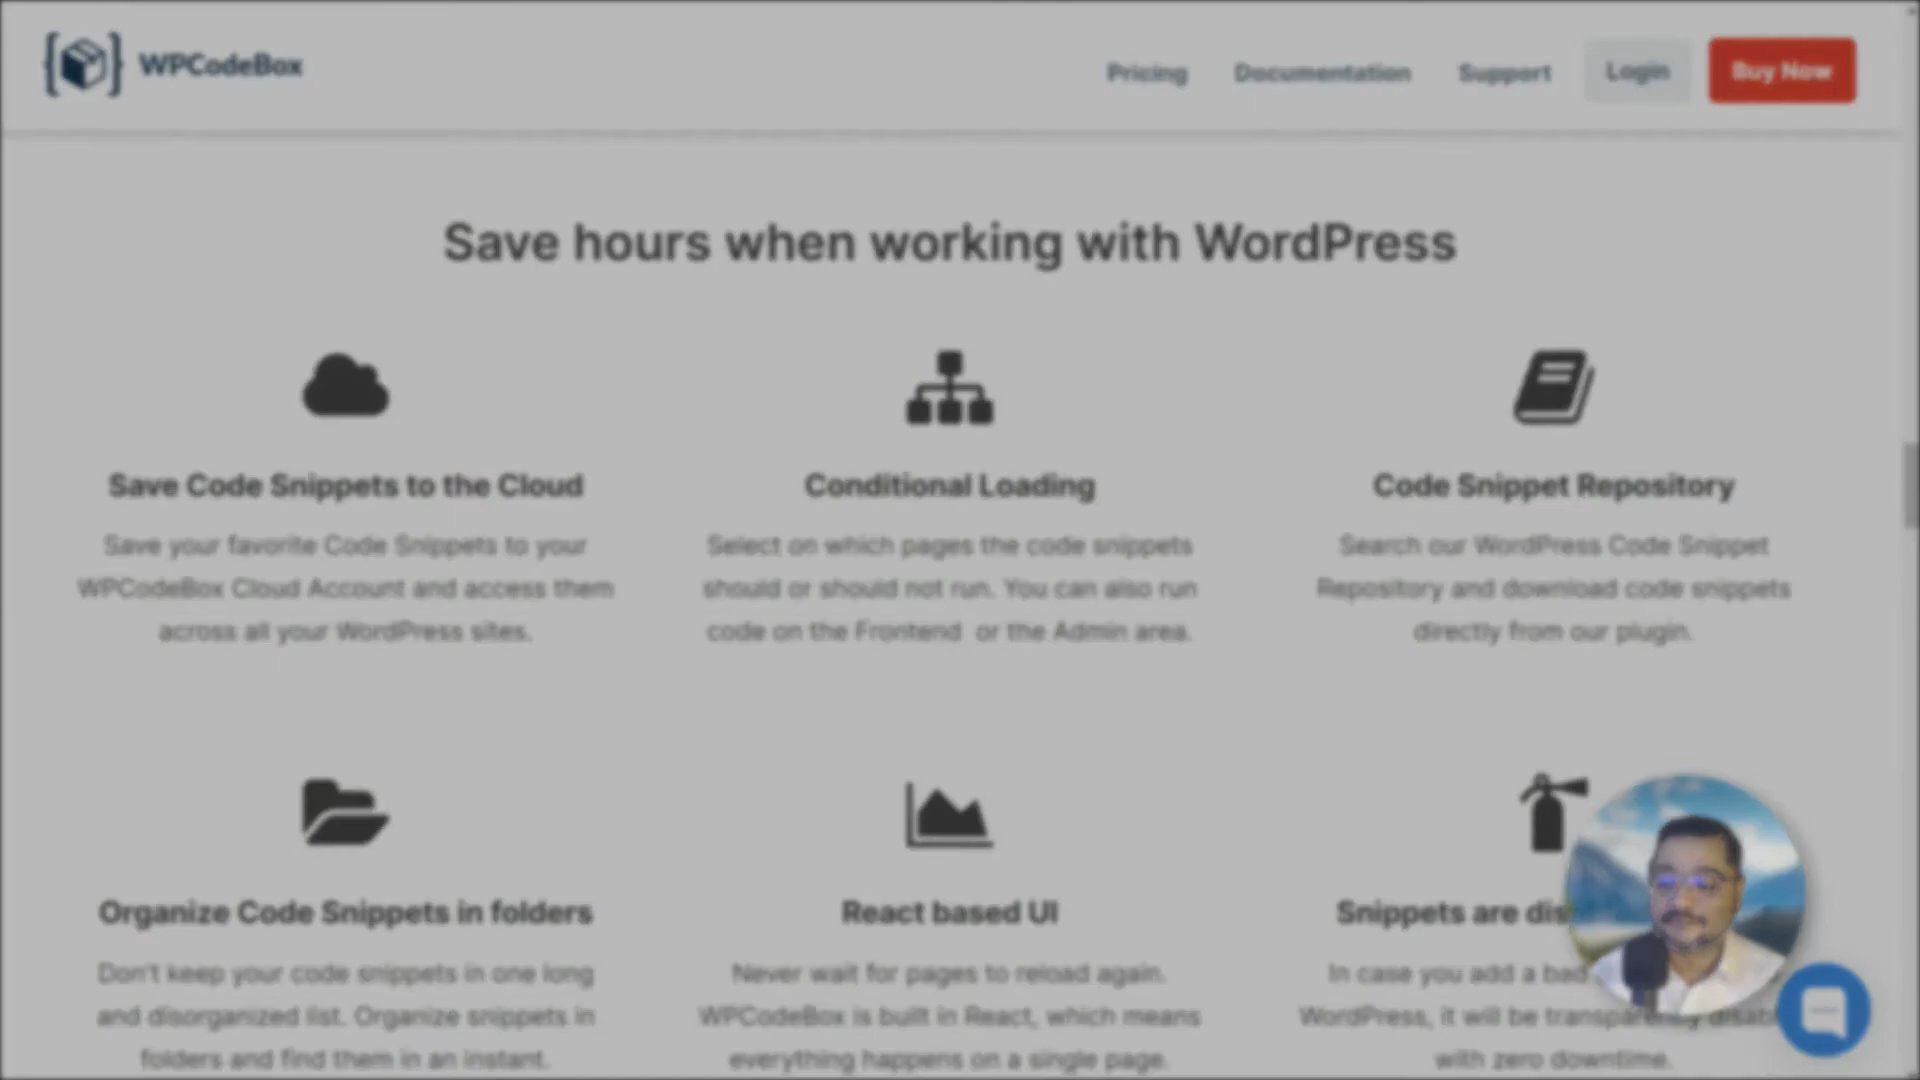 WPCodeBox
Pricing
Documentation
Support
Login
Buy Now
Save hours when working with WordPress
Save Code Snippets to the Cloud
Save your favorite Code Snippets to your
WPCodeBox Cloud Account and access them
across all your WordPress sites.
Conditional Loading
Select on which pages the code snippets
should or should not run. You can also run
code on the Frontend or the Admin area.
Code Snippet Repository
Search our WordPress Code Snippet
Repository and download code snippets
directly from our plugin.
Organize Code Snippets in folders
Don't keep your code snippets in one long
and disorganized list. Organize snippets in
folders and find them in an instant.
React based UI
Never wait for pages to reload again.
WPCodeBox is built in React, which means
everything happens on a single page.
Snippets are
In case you add a bad
WordPress, it will be transparently
with zero downtime.